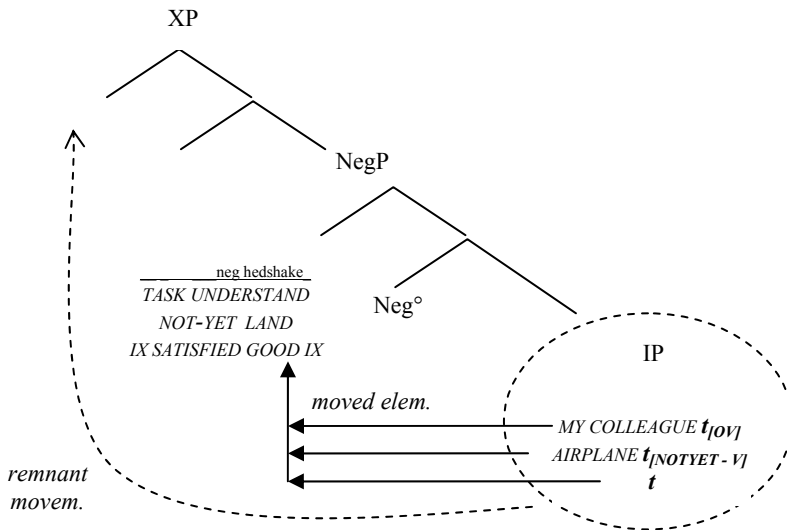 XP
NegP
neg hedshake
TASK UNDERSTAND
NOT-YET LAND
IX SATISFIED GOOD IX
Neg°
IP
moved elem.
MY COLLEAGUE t[OV]
AIRPLANE t[NOTYET - V]
t
remnant
movem.